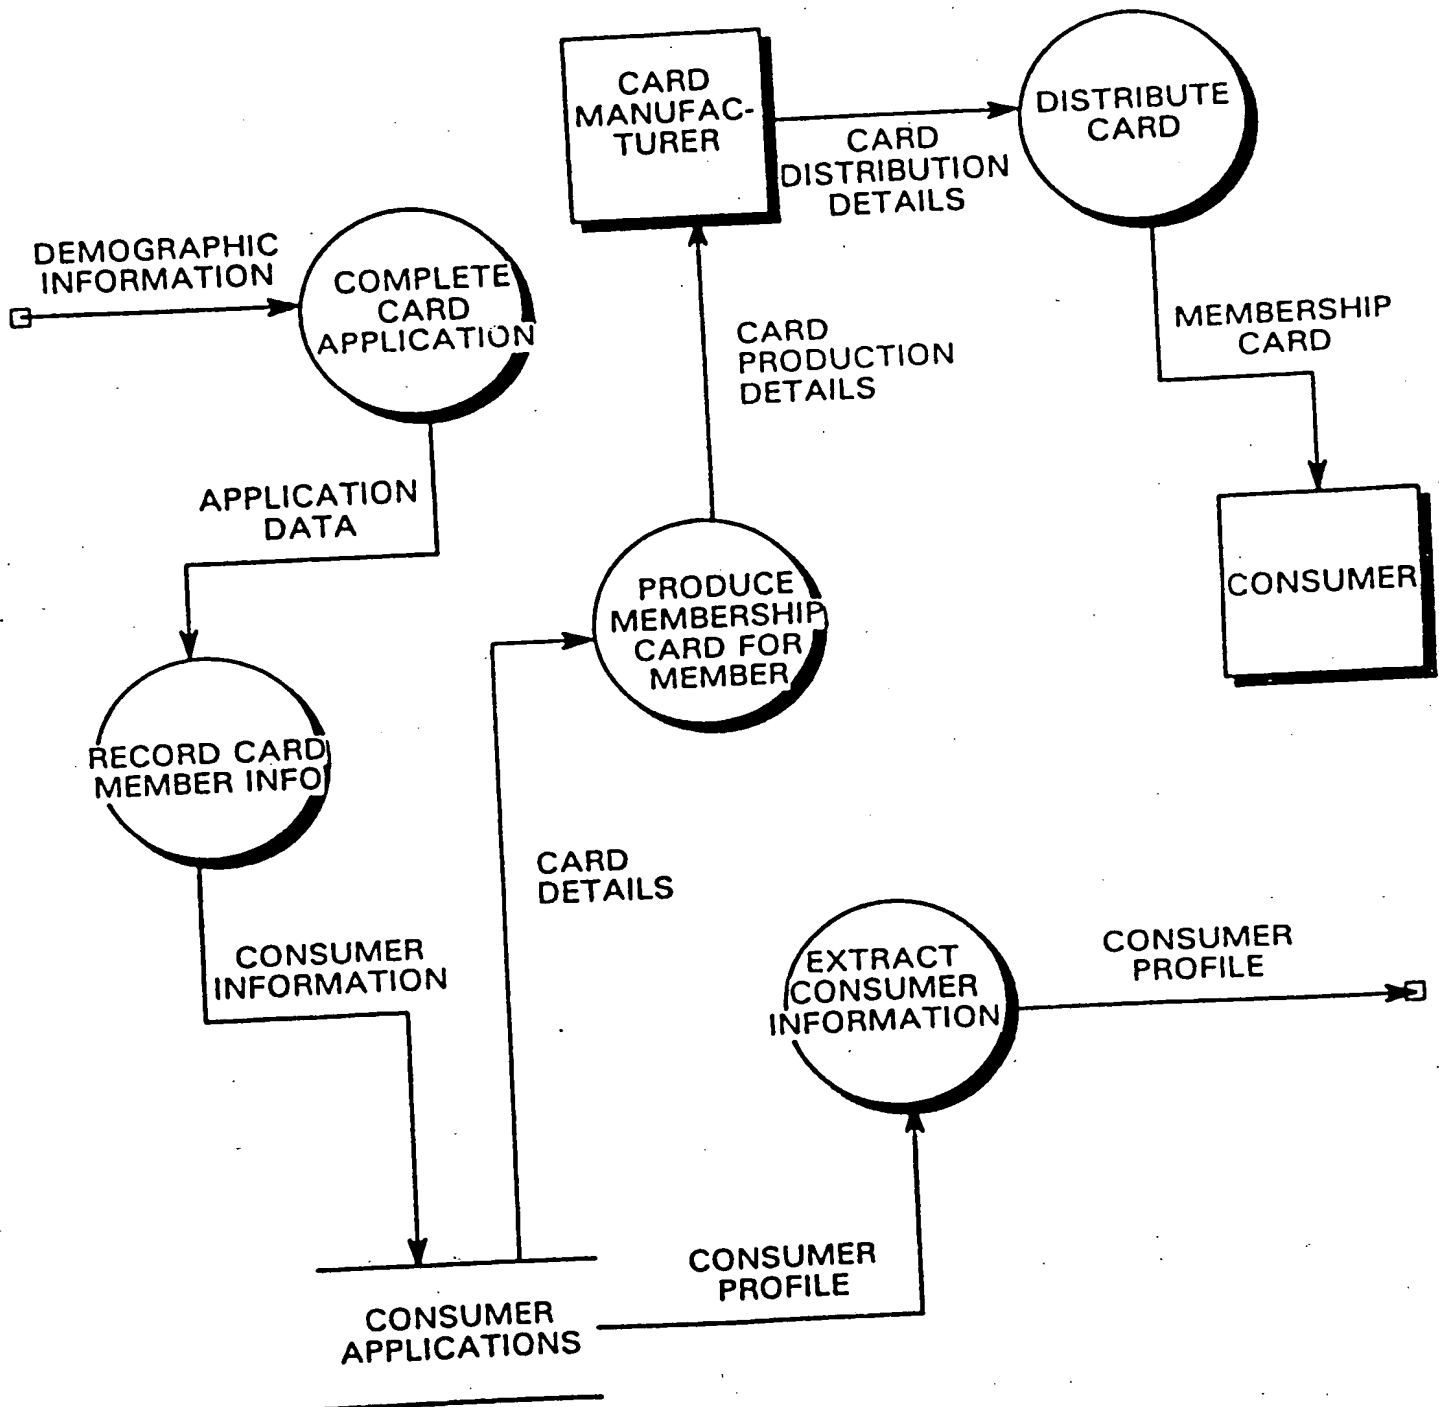 CARD
MANUFAC-
TURER
DISTRIBUTE
CARD
CARD
DISTRIBUTION
DETAILS
DEMOGRAPHIC
INFORMATION
COMPLETE
CARD
APPLICATION
CARD
PRODUCTION
DETAILS
MEMBERSHIP
CARD
APPLICATION
DATA
PRODUCE
MEMBERSHIP
CARD FOR
MEMBER
CONSUMER
RECORD CARD
MEMBER INFO
CARD
DETAILS
CONSUMER
INFORMATION
EXTRACT
CONSUMER
INFORMATION
CONSUMER
PROFILE
CONSUMER
PROFILE
CONSUMER
APPLICATIONS